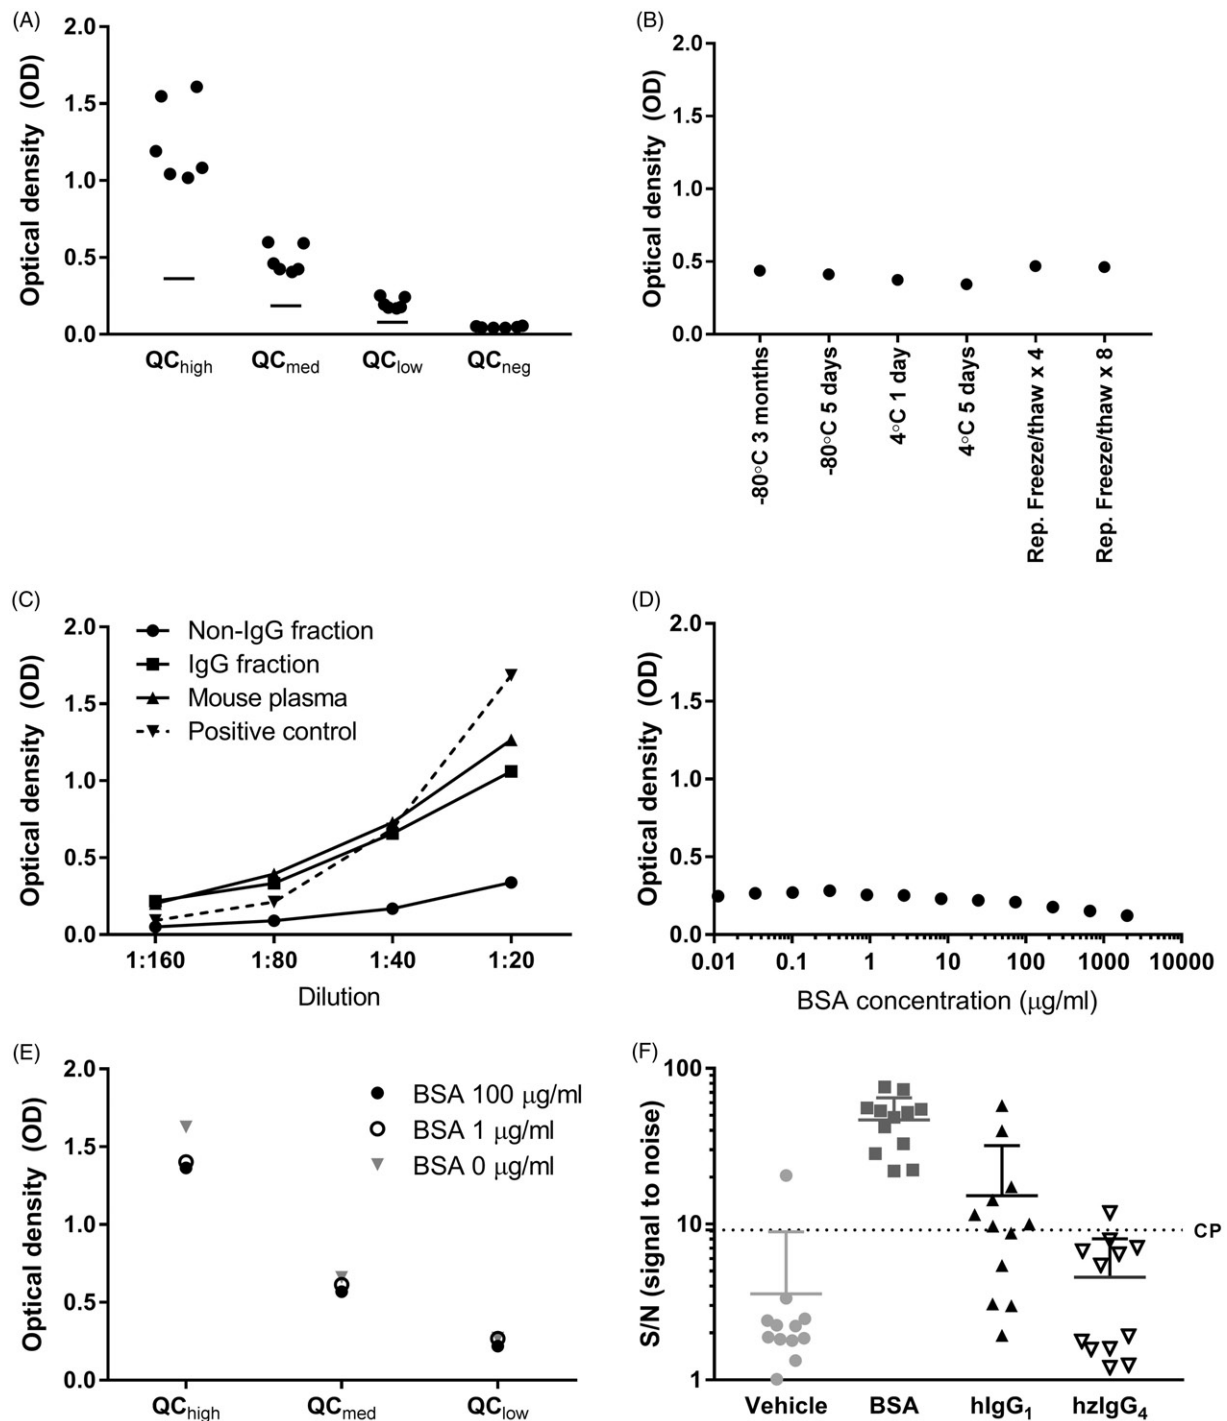 (A)
2.0
1.5
1.0
0.5
0.0
Optical density (OD)
QChigh
QCmed
QClow
QCneg
(B)
2.0
1.5
1.0
0.5
0.0
Optical density (OD)
-80°C 3 months
-80°C 5 days
4°C 1 day
4°C 5 days
Rep. Freeze/thaw x 4
Rep. Freeze/thaw x 8
(C)
2.0
1.5
1.0
0.5
0.0
Optical density (OD)
Non-IgG fraction
IgG fraction
Mouse plasma
Positive control
1:160
1:80
1:40
1:20
Dilution
(D)
2.0
1.5
1.0
0.5
0.0
Optical density (OD)
0.01
0.1
1
10
100
1000
10000
BSA concentration (μg/ml)
(E)
2.0
1.5
1.0
0.5
0.0
Optical density (OD)
BSA 100 μg/ml
BSA 1 μg/ml
BSA 0 μg/ml
QChigh
QCmed
QClow
(F)
100
10
1
S/N (signal to noise)
CP
Vehicle
BSA
hIgG1
hzIgG4